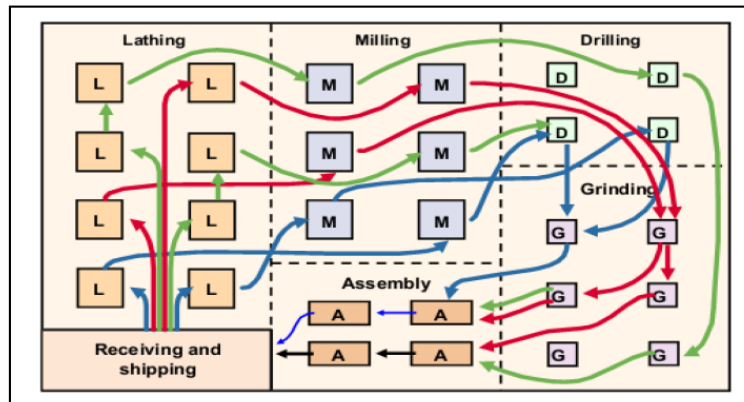 Lathing
Milling
Drilling
L
L
M
M
D
D
L
L
M
M
D
D
Grinding
L
L
M
M
G
G
L
L
Assembly
G
G
A
A
A
A
G
G
Receiving and
shipping